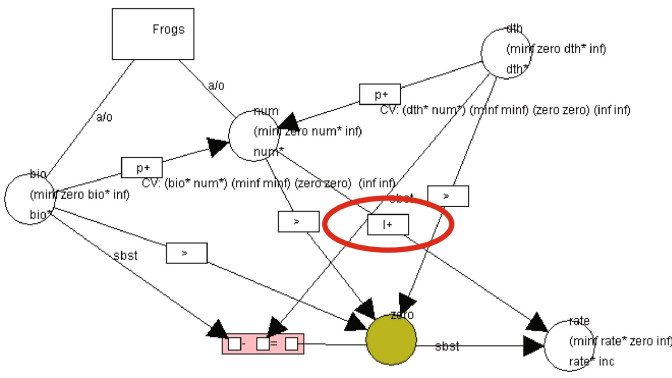 Frogs
dth
(minf zero dth* inf)
dth*
a/o
p+
CV: (dth* num*) (minf minf) (zero zero) (inf inf)
num
(minf zero num* inf)
num*
a/o
p+
CV: (bio* num*) (minf minf) (zero zero) (inf inf)
bio
(minf zero bio* inf)
bio*
sbst
>
>
I+
>
sbst
zero
- =
sbst
rate
(minf rate* zero inf)
rate* inc